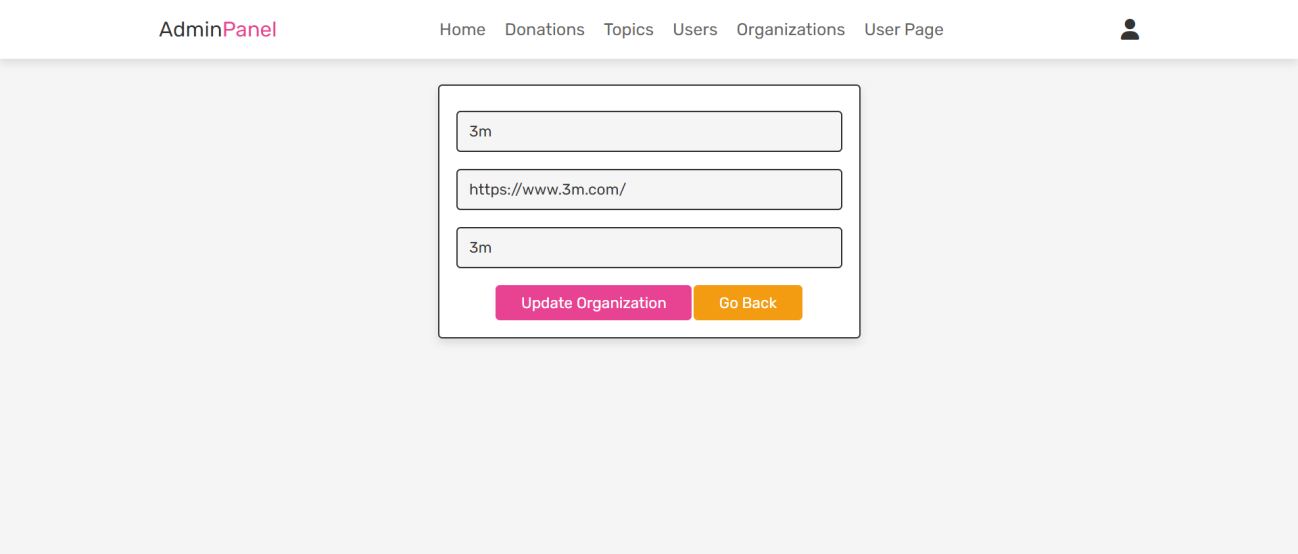 AdminPanel Home Donations Topics Users Organizations User Page
3m
https://www.3m.com/
3m
Update Organization Go Back